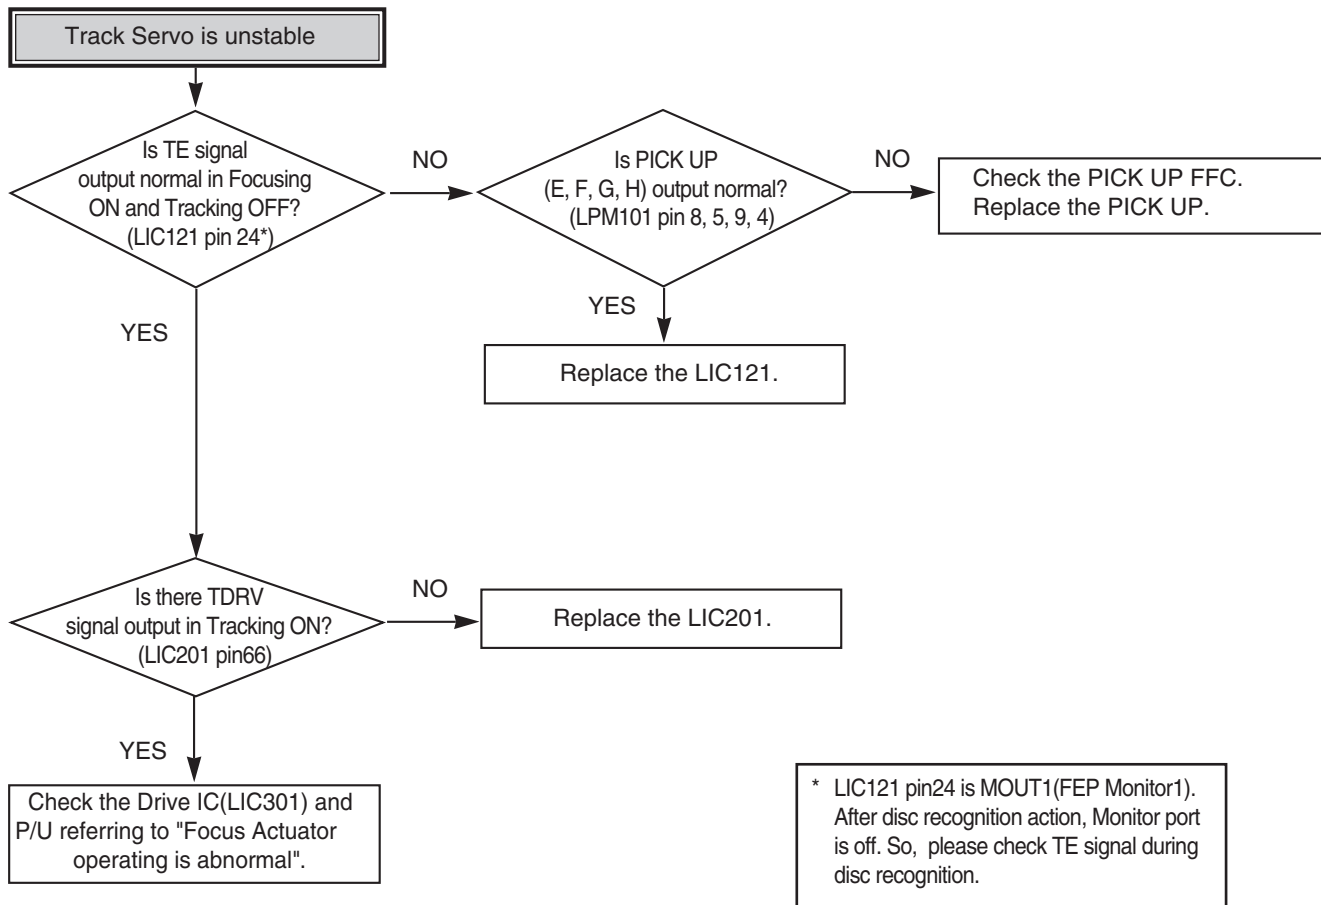 Track Servo is unstable
Is TE signal
output normal in Focusing
ON and Tracking OFF?
(LIC121 pin 24*)
NO
Is PICK UP
(E, F, G, H) output normal?
(LPM101 pin 8, 5, 9, 4)
NO
Check the PICK UP FFC.
Replace the PICK UP.
YES
Replace the LIC121.
YES
Is there TDRV
signal output in Tracking ON?
(LIC201 pin66)
NO
Replace the LIC201.
YES
Check the Drive IC(LIC301) and
P/U referring to "Focus Actuator
operating is abnormal".
* LIC121 pin24 is MOUT1(FEP Monitor1).
After disc recognition action, Monitor port
is off. So, please check TE signal during
disc recognition.